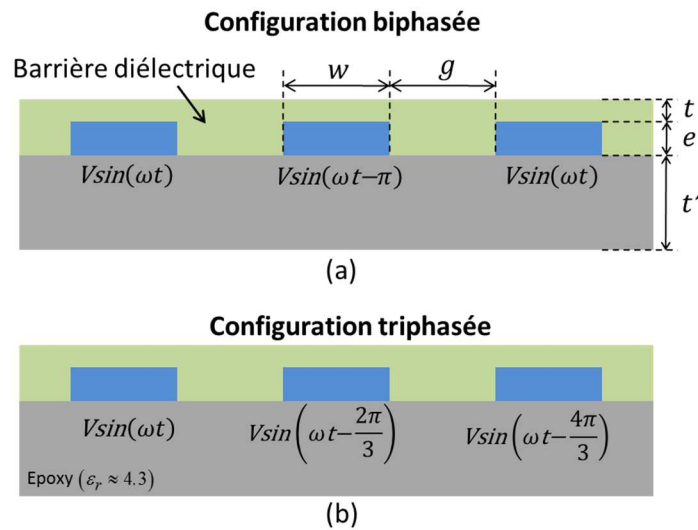 Configuration biphasée
Barrière diélectrique
w
g
t
e
t'
Vsin(ωt)
Vsin(ωt−π)
Vsin(ωt)
(a)
Configuration triphasée
Vsin(ωt)
Vsin(ωt−2π/3)
Vsin(ωt−4π/3)
Epoxy (εr ≈ 4.3)
(b)